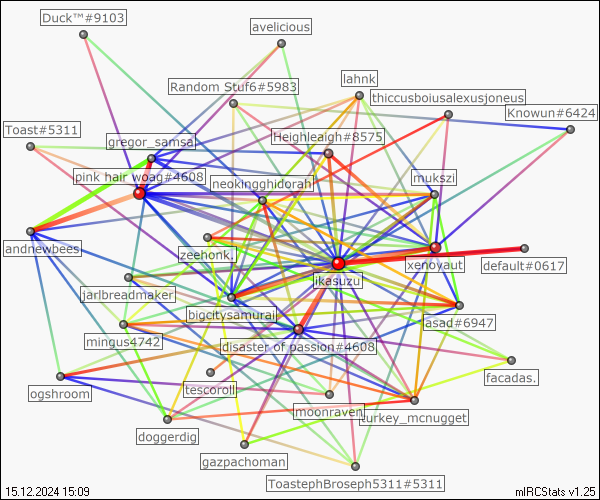 Duck™#9103
avelicious
lahnk
Random Stuf6#5983
thiccusboiusalexusjoneus
Knowun#6424
Toast#5311
gregor_samsa
Heighleigh#8575
pink hair woag#4608
neokingghidorah
mukszi
andnewbees
zeehonk.
xenoyaut
default#0617
ikasuzu
jarlbreadmaker
bigcitysamurai
asad#6947
mingus4742
disaster of passion#4608
facadas.
ogshroom
tescoroll
moonraven
turkey_mcnugget
doggerdig
gazpachoman
ToastephBroseph5311#5311
15.12.2024 15:09
mIRCStats v1.25